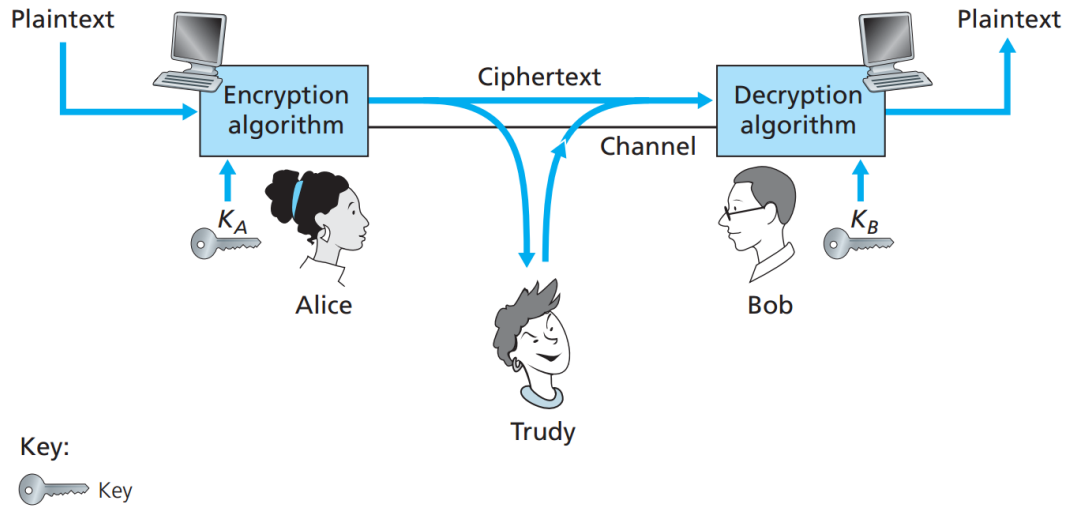 Plaintext
Plaintext
Ciphertext
Encryption
algorithm
Decryption
algorithm
Channel
K_A
K_B
Alice
Bob
Trudy
Key:
Key